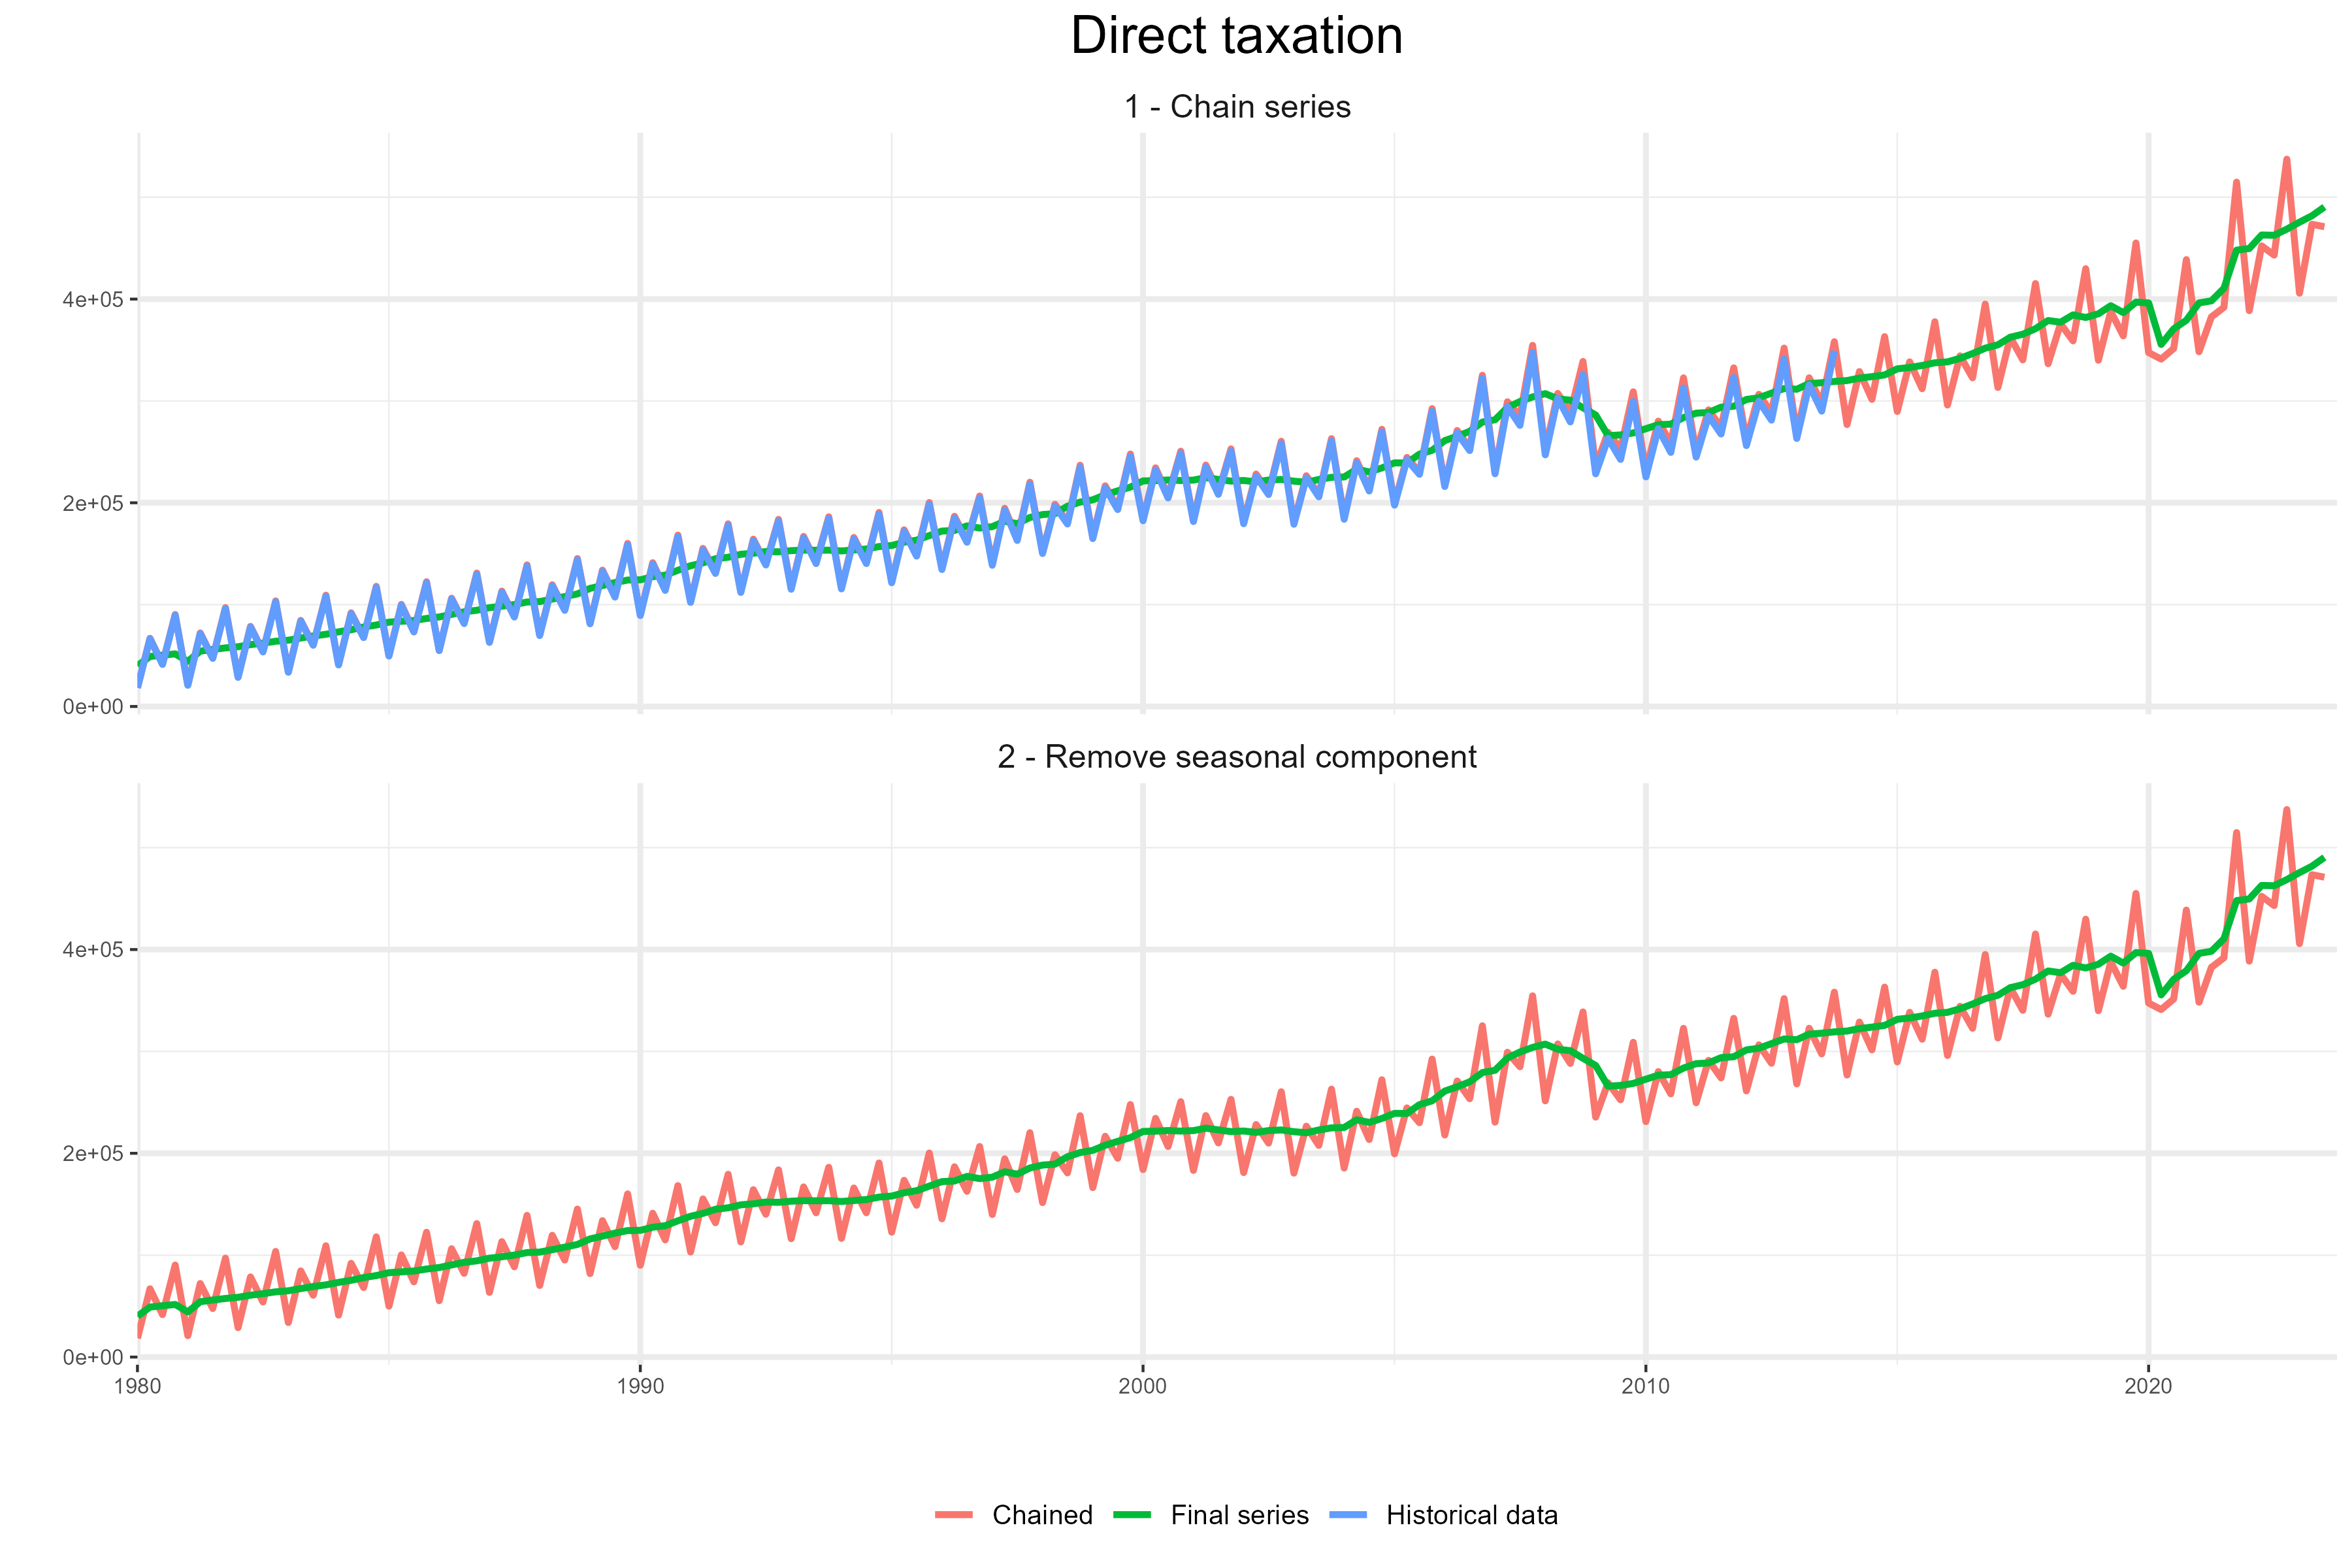 Direct taxation
1 - Chain series
4e+05
2e+05
0e+00
2 - Remove seasonal component
4e+05
2e+05
0e+00
1980 1990 2000 2010 2020
Chained Final series Historical data